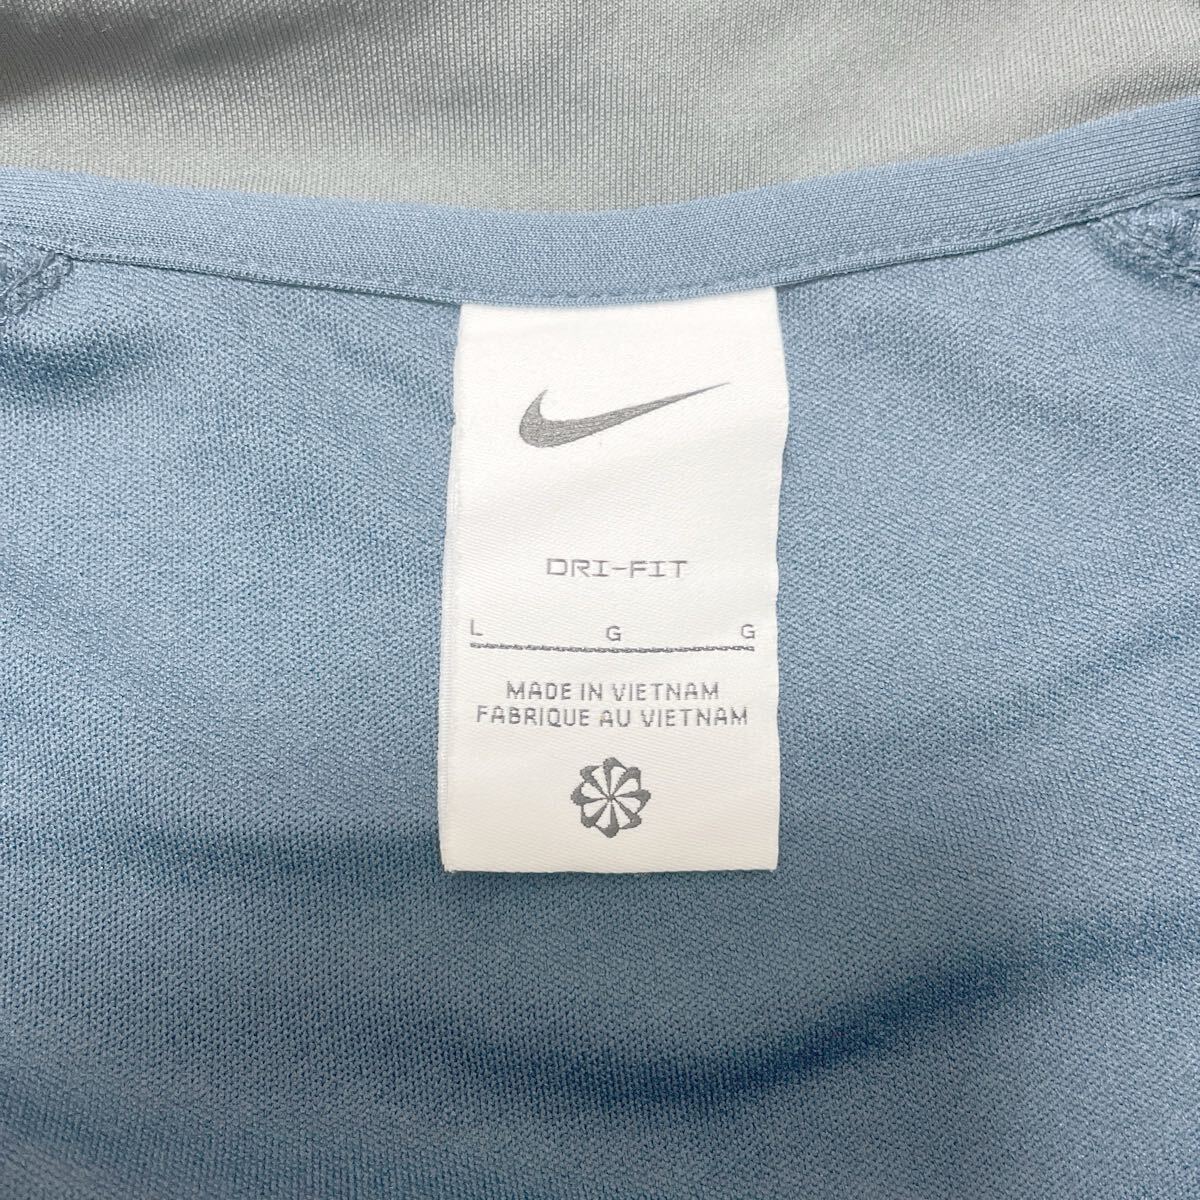 DRI-FIT
L G G
MADE IN VIETNAM
FABRIQUE AU VIETNAM